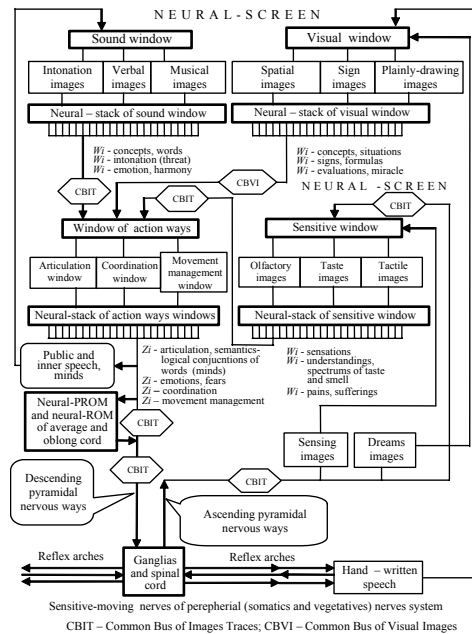 NEURAL-SCREEN
Sound window
Visual window
Intonation images
Verbal images
Musical images
Spatial images
Sign images
Plainly-drawing images
Neural – stack of sound window
Neural – stack of visual window
Wi - concepts, words
Wi - intonation (threat)
Wi - emotion, harmony
Wi - concepts, situations
Wi - signs, formulas
Wi - evaluations, miracle
CBIT
CBVI
CBIT
NEURAL -SCREEN
CBIT
Window of action ways
Sensitive window
Articulation window
Coordination window
Movement management window
Olfactory images
Taste images
Tactile images
Neural-stack of action ways windows
Neural-stack of sensitive window
Public and inner speech, minds
Zi - articulation, semantics-
logical conjuntions of
words (minds)
Zi - emotions, fears
Zi – coordination
Zi – movement management
Wi - sensations
Wi - understandings,
spectrums of taste
and smell
Wi - pains, sufferings
Neural-PROM
and neural-ROM
of average and
oblong cord
CBIT
Sensing images
Dreams images
CBIT
CBIT
Descending
pyramidal
nervous ways
Ascending pyramidal
nervous ways
Reflex arches
Ganglias
and spinal
cord
Reflex arches
Hand – written
speech
Sensitive-moving nerves of perepherial (somatics and vegetatives) nerves system
CBIT – Common Bus of Images Traces; CBVI – Common Bus of Visual Images